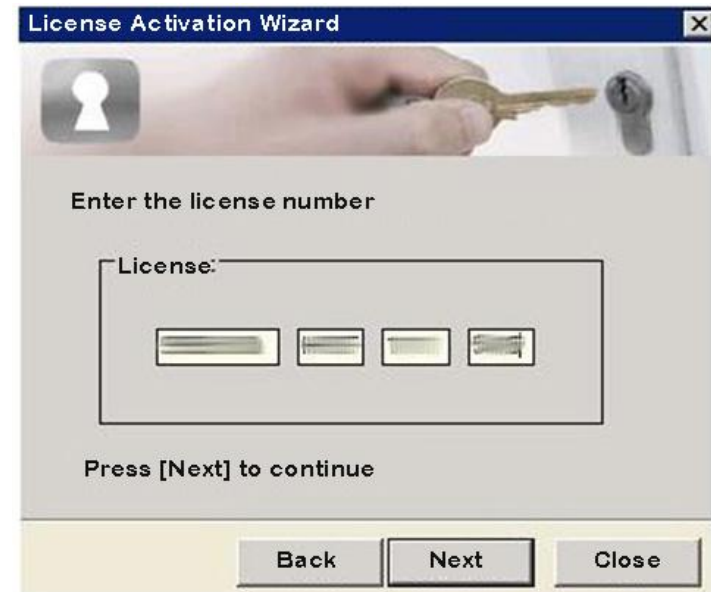 License Activation Wizard
Enter the license number
License:
Press [Next] to continue
Back Next Close